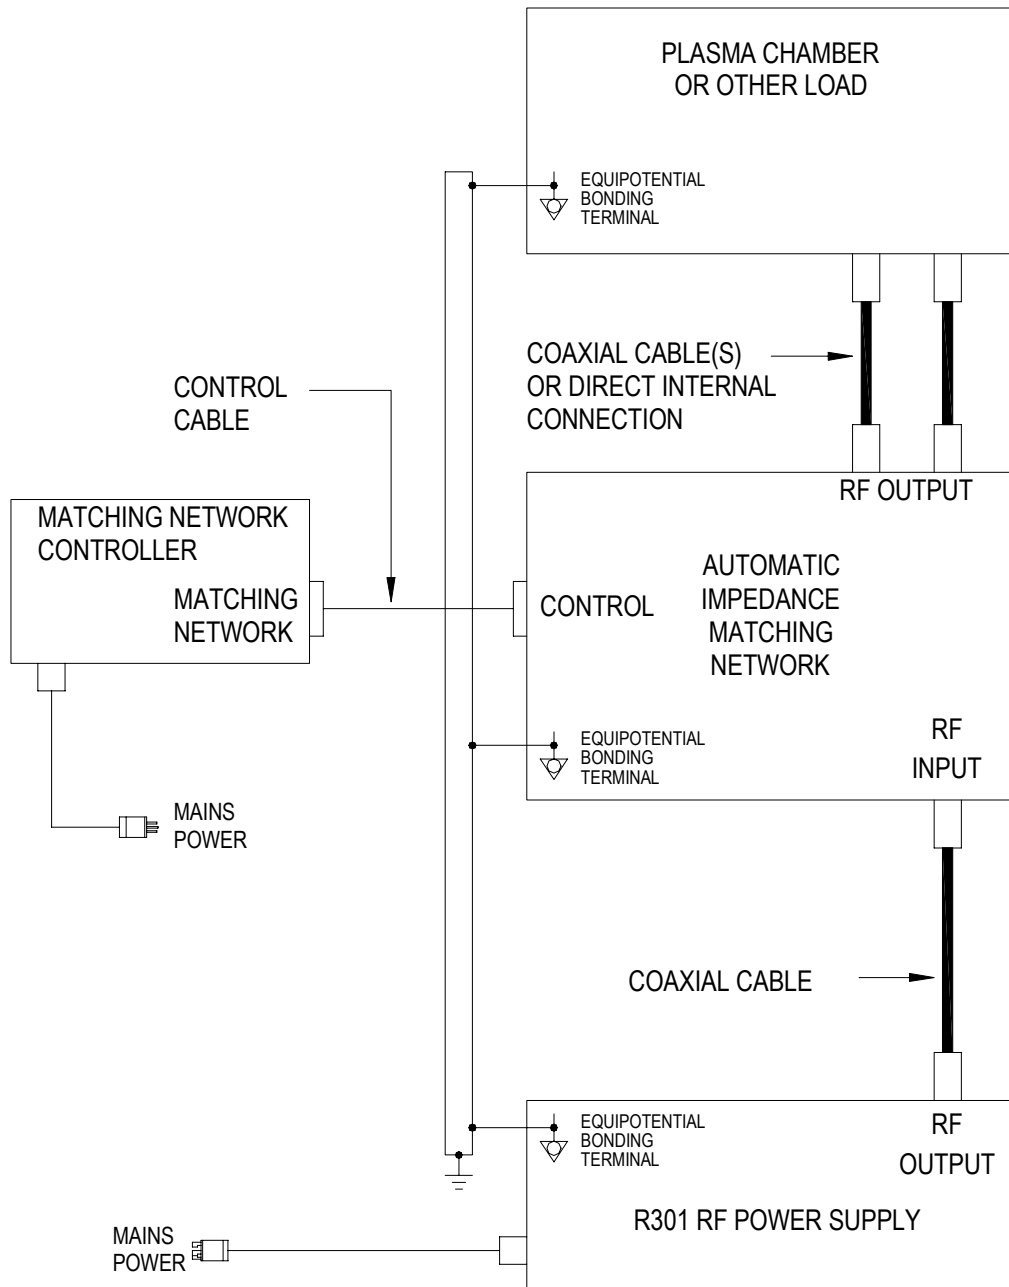 PLASMA CHAMBER
OR OTHER LOAD
EQUIPOTENTIAL
BONDING
TERMINAL
COAXIAL CABLE(S)
OR DIRECT INTERNAL
CONNECTION
CONTROL
CABLE
RF OUTPUT
MATCHING NETWORK
CONTROLLER
MATCHING
NETWORK
CONTROL
AUTOMATIC
IMPEDANCE
MATCHING
NETWORK
EQUIPOTENTIAL
BONDING
TERMINAL
RF
INPUT
MAINS
POWER
COAXIAL CABLE
EQUIPOTENTIAL
BONDING
TERMINAL
RF
OUTPUT
R301 RF POWER SUPPLY
MAINS
POWER